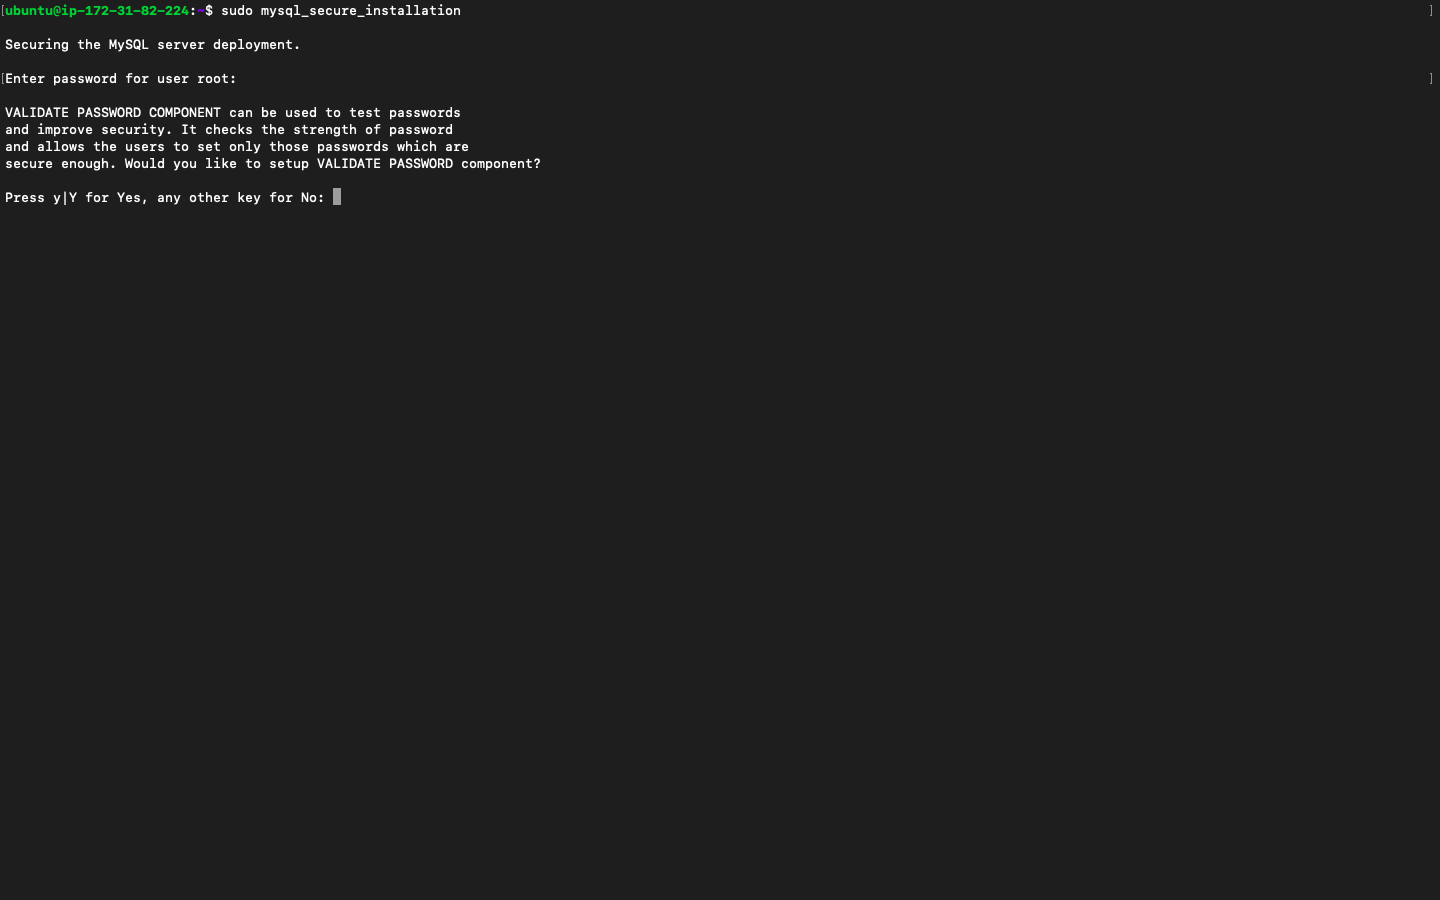 [ubuntu@ip-172-31-82-224:~$ sudo mysql_secure_installation ]
Securing the MySQL server deployment.
[Enter password for user root: ]
VALIDATE PASSWORD COMPONENT can be used to test passwords
and improve security. It checks the strength of password
and allows the users to set only those passwords which are
secure enough. Would you like to setup VALIDATE PASSWORD component?
Press y|Y for Yes, any other key for No: